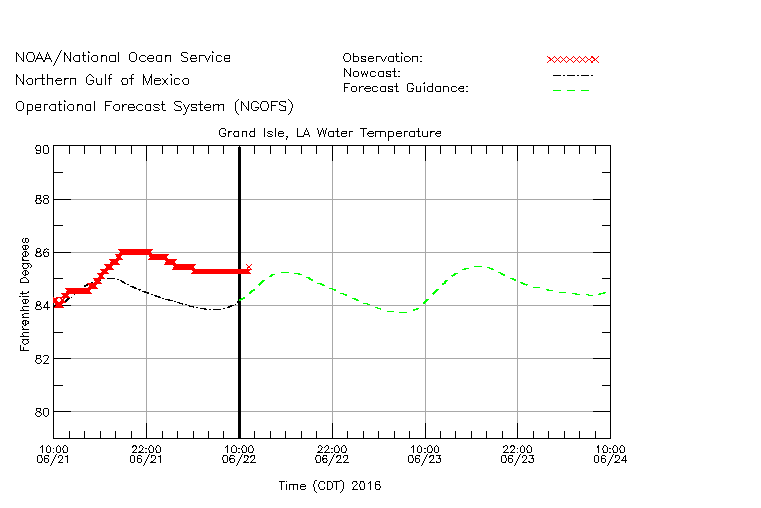 NOAA/National Ocean Service
Northern Gulf of Mexico
Operational Forecast System (NGOFS)
Observation:
Nowcast:
Forecast Guidance:
Grand Isle, LA Water Temperature
90
88
86
84
82
80
Fahrenheit Degrees
10:00 22:00 10:00 22:00 10:00 22:00 10:00
06/21 06/21 06/22 06/22 06/23 06/23 06/24
Time (CDT) 2016